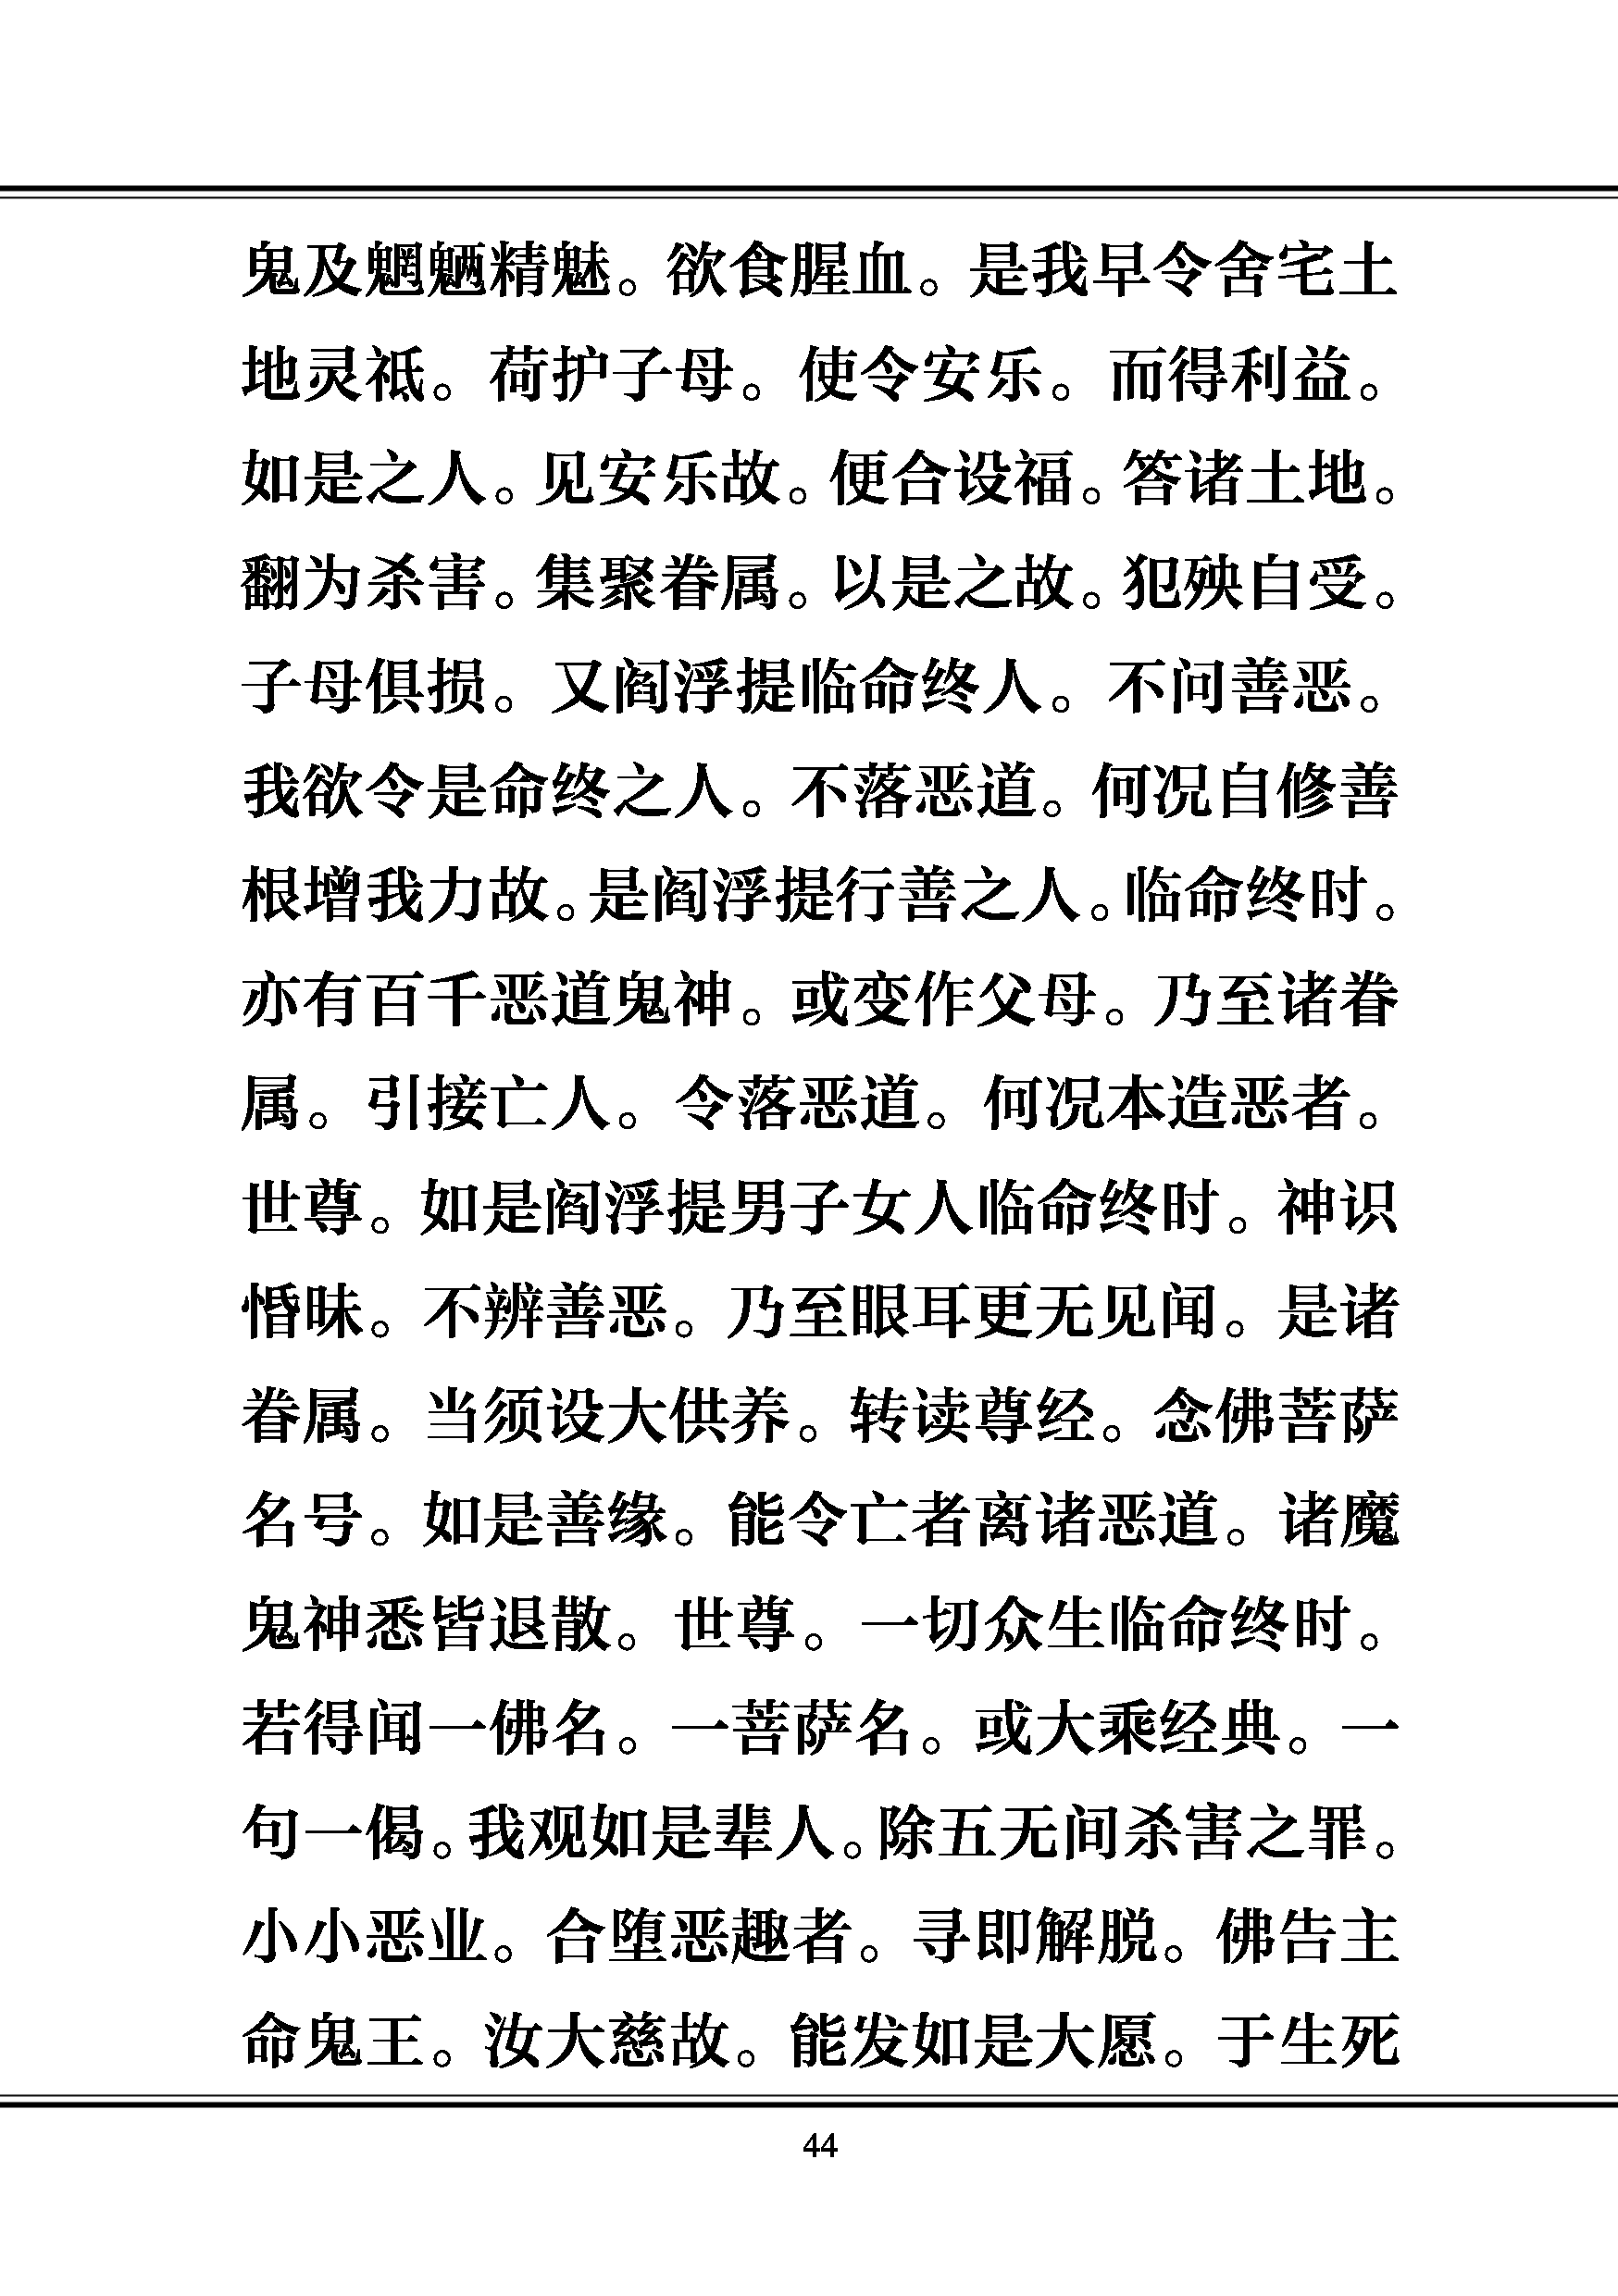 鬼及魍魉精魅。欲食腥血。是我早令舍宅土
地灵祇。荷护子母。使令安乐。而得利益。
如是之人。见安乐故。便合设福。答诸土地。
翻为杀害。集聚眷属。以是之故。犯殃自受。
子母俱损。又阎浮提临命终人。不问善恶。
我欲令是命终之人。不落恶道。何况自修善
根增我力故。是阎浮提行善之人。临命终时。
亦有百千恶道鬼神。或变作父母。乃至诸眷
属。引接亡人。令落恶道。何况本造恶者。
世尊。如是阎浮提男子女人临命终时。神识
惛昧。不辨善恶。乃至眼耳更无见闻。是诸
眷属。当须设大供养。转读尊经。念佛菩萨
名号。如是善缘。能令亡者离诸恶道。诸魔
鬼神悉皆退散。世尊。一切众生临命终时。
若得闻一佛名。一菩萨名。或大乘经典。一
句一偈。我观如是辈人。除五无间杀害之罪。
小小恶业。合堕恶趣者。寻即解脱。佛告主
命鬼王。汝大慈故。能发如是大愿。于生死
44